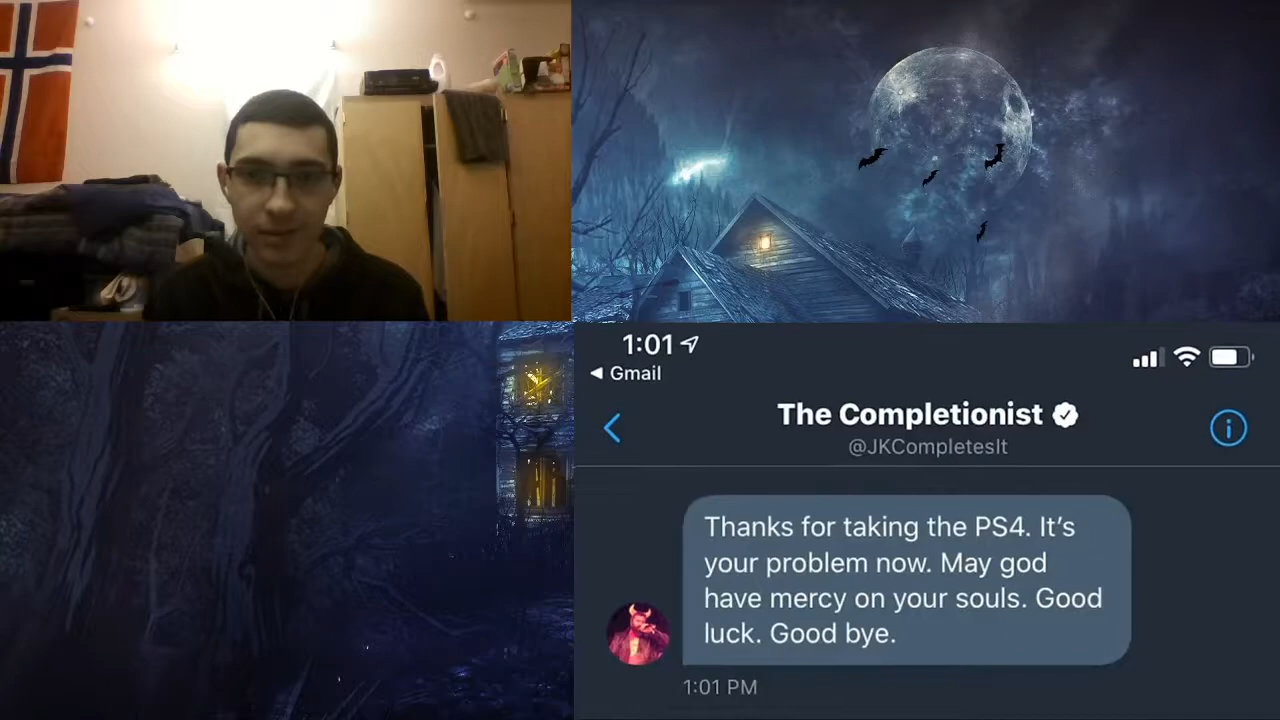 1:01
Gmail
The Completionist
@JKCompletesIt
Thanks for taking the PS4. It’s
your problem now. May god
have mercy on your souls. Good
luck. Good bye.
1:01 PM